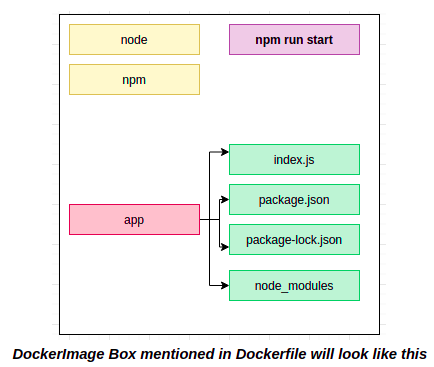 node
npm run start
npm
index.js
package.json
app
package-lock.json
node_modules
DockerImage Box mentioned in Dockerfile will look like this